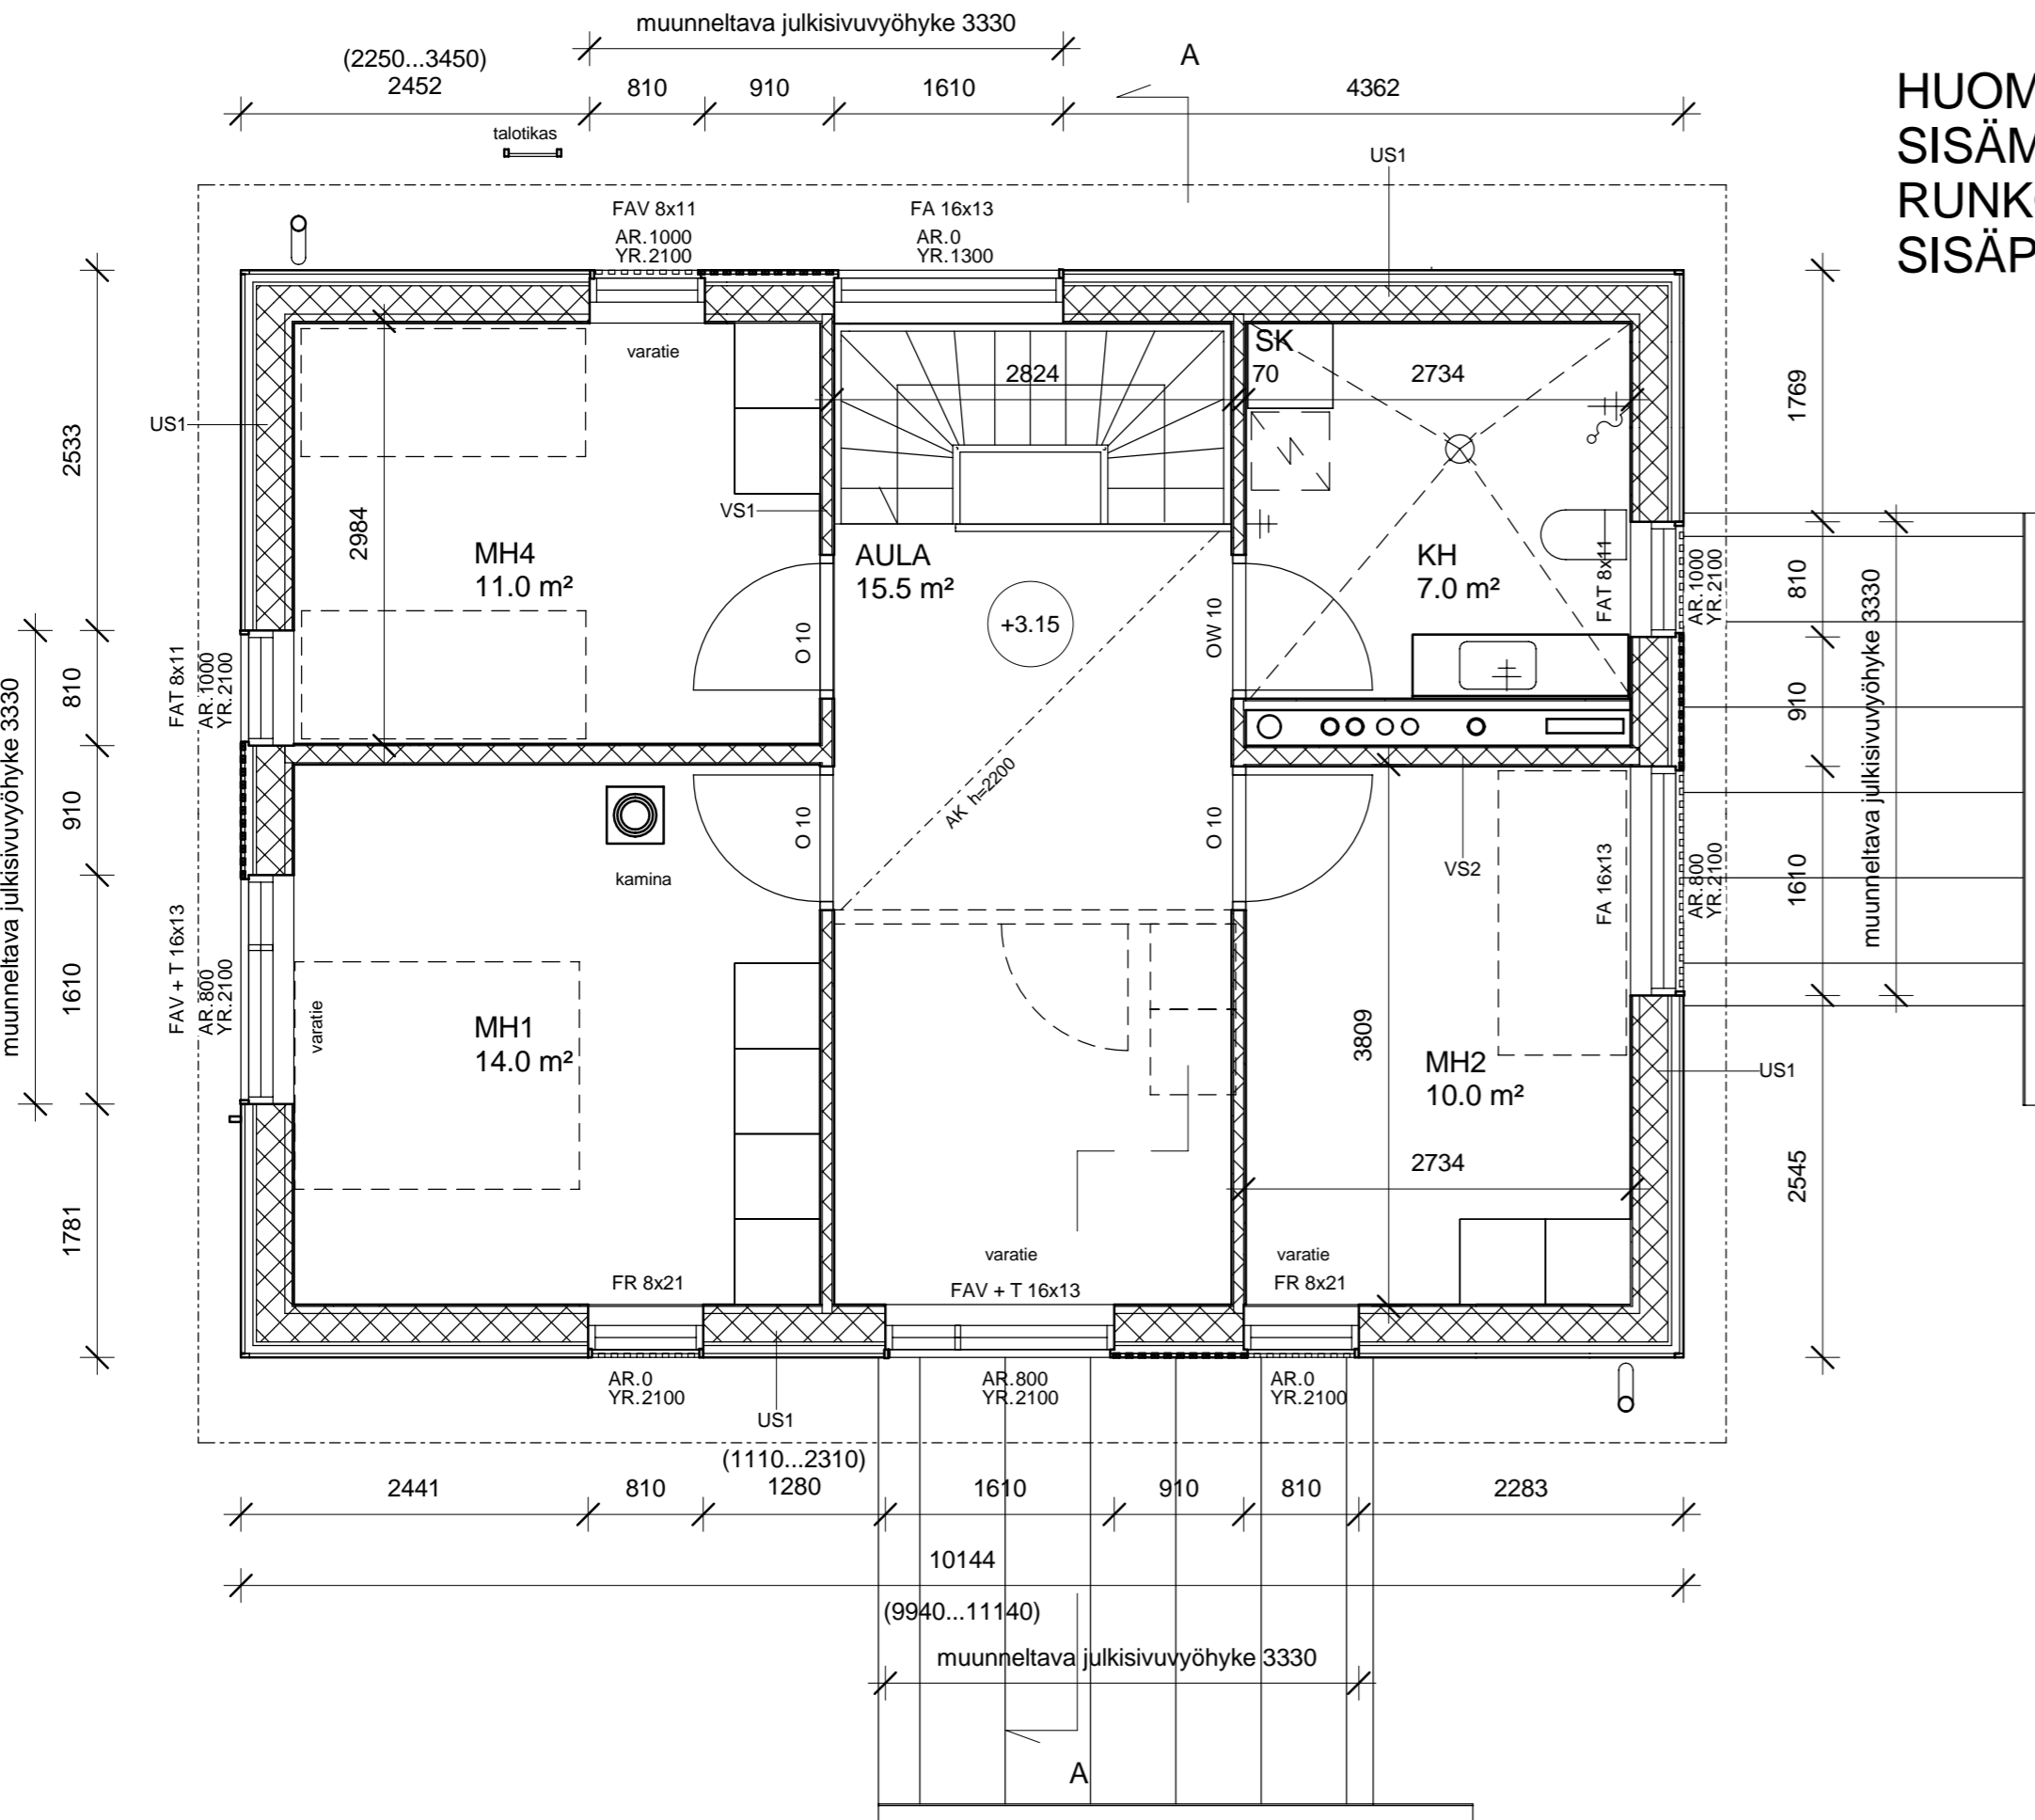 muunneltava julkisivuvyöhyke 3330
(2250...3450)
2452
810
910
1610
4362
A
talotikas
US1
HUOM
SISÄM
RUNK
SISÄP
FAV 8x11
AR.1000
YR.2100
FA 16x13
AR.0
YR.1300
varatie
SK
70
2824
2734
US1
VS1
2533
2984
1769
MH4
11.0 m²
AULA
15.5 m²
KH
7.0 m²
+3.15
O 10
OW 10
FAT 8x11
AR.1000
YR.2100
810
muunneltava julkisivuvyöhyke 3330
810
FAT 8x11
AR.1000
YR.2100
910
muunneltava julkisivuvyöhyke 3330
910
AK h=2200
O 10
O 10
kamina
VS2
FA 16x13
AR.800
YR.2100
1610
1610
FAV + T 16x13
AR.800
YR.2100
varatie
MH1
14.0 m²
3809
MH2
10.0 m²
US1
2734
1781
2545
varatie
varatie
FR 8x21
FAV + T 16x13
FR 8x21
AR.0
YR.2100
AR.800
YR.2100
AR.0
YR.2100
US1
(1110...2310)
2441
810
1280
1610
910
810
2283
10144
(9940...11140)
muunneltava julkisivuvyöhyke 3330
A